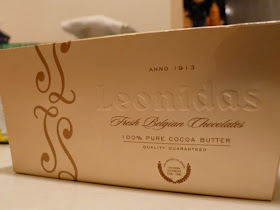 ANNO 1913
Leonidas
Fresh Belgian Chocolates
100% PURE COCOA BUTTER
QUALITY GUARANTEED